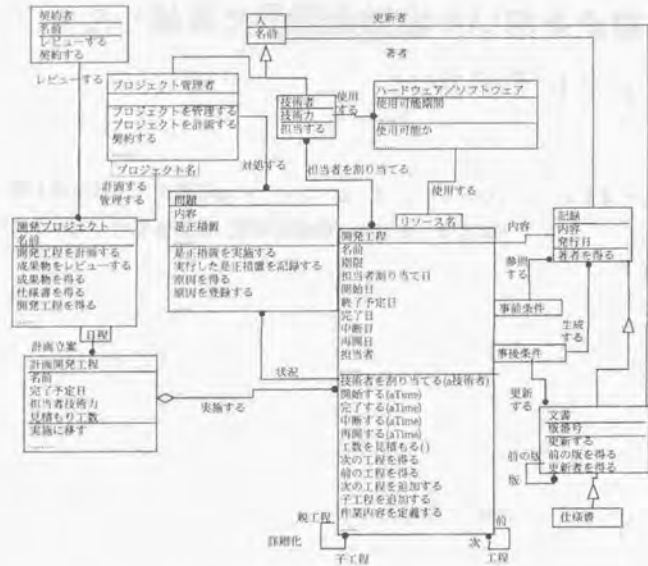 契約者
名前
レビューする
契約する
人
名前
更新者
著者
レビューする
プロジェクト管理者
プロジェクトを管理する
プロジェクトを計画する
契約する
プロジェクト名
計画する
管理する
技術者
技術力
担当する
使用
する
ハードウェア／ソフトウェア
使用可能期間
使用可能か
対処する
担当者を割り当てる
使用する
問題
内容
是正措置
是正措置を実施する
実行した是正措置を記録する
原因を得る
原因を登録する
リソース名
開発プロジェクト
名前
開発工程を計画する
成果物をレビューする
成果物を得る
仕様書を得る
開発工程を得る
日程
計画立案
計画開発工程
名前
完了予定日
担当者技術力
見積もり工数
実施に移す
状況
実施する
開発工程
名前
期限
担当者割り当て日
開始日
終了予定日
完了日
中断日
再開日
担当者
技術者を割り当てる(a技術者)
開始する(aTime)
完了する(aTime)
中断する(aTime)
再開する(aTime)
工数を見積もる()
次の工程を得る
前の工程を得る
次の工程を追加する
子工程を追加する
作業内容を定義する
親工程
詳細化
子工程
前
次
工程
内容
記録
内容
発行日
著者を得る
参照
する
事前条件
生成
する
事後条件
更新
する
文書
版番号
更新する
前の版を得る
更新者を得る
前の版
版
仕様書